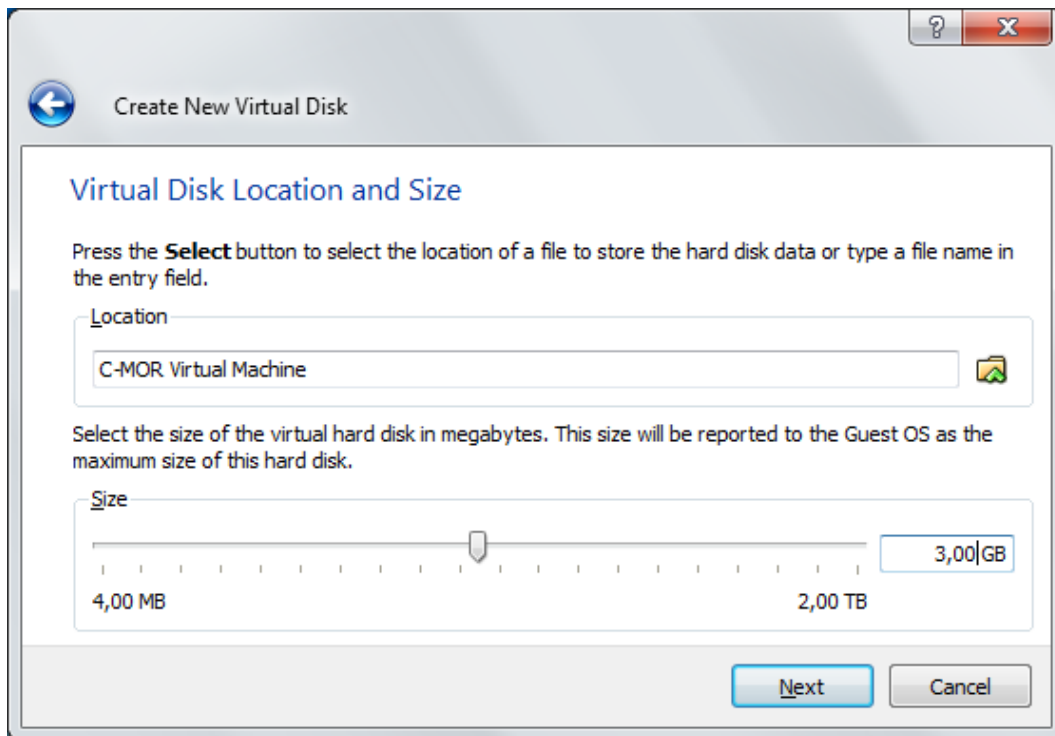 ?
X
Create New Virtual Disk
Virtual Disk Location and Size
Press the Select button to select the location of a file to store the hard disk data or type a file name in
the entry field.
Location
C-MOR Virtual Machine
Select the size of the virtual hard disk in megabytes. This size will be reported to the Guest OS as the
maximum size of this hard disk.
Size
3,00 GB
4,00 MB 2,00 TB
Next Cancel